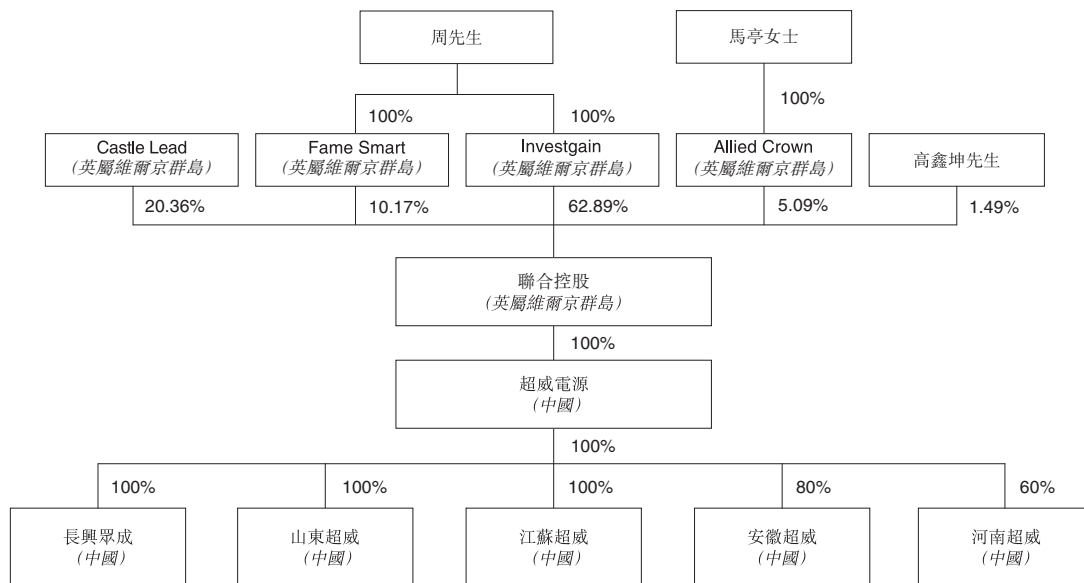 周先生
馬亭女士
100%
100%
100%
Castle Lead
(英屬維爾京群島)
Fame Smart
(英屬維爾京群島)
Investgain
(英屬維爾京群島)
Allied Crown
(英屬維爾京群島)
高鑫坤先生
20.36%
10.17%
62.89%
5.09%
1.49%
聯合控股
(英屬維爾京群島)
100%
超威電源
(中國)
100%
100%
100%
100%
80%
60%
長興眾成
(中國)
山東超威
(中國)
江蘇超威
(中國)
安徽超威
(中國)
河南超威
(中國)